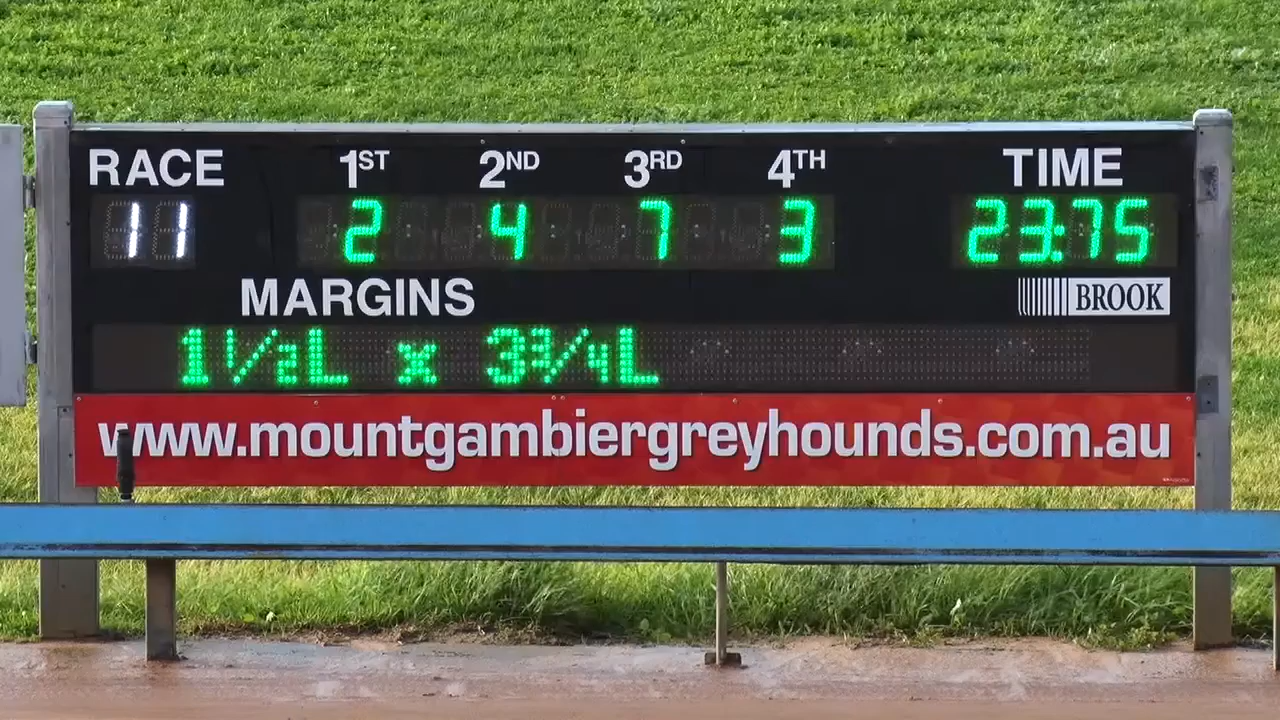 RACE 1ST 2ND 3RD 4TH TIME
11 2 4 7 3 23:75
MARGINS
BROOK
1½L x 3¾L
www.mountgambiergreyhounds.com.au